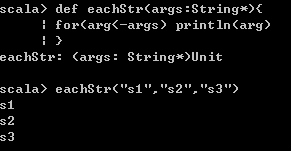 scala> def eachStr(args:String*){
| for(arg<-args) println(arg)
| }
eachStr: (args: String*)Unit
scala> eachStr("s1","s2","s3")
s1
s2
s3